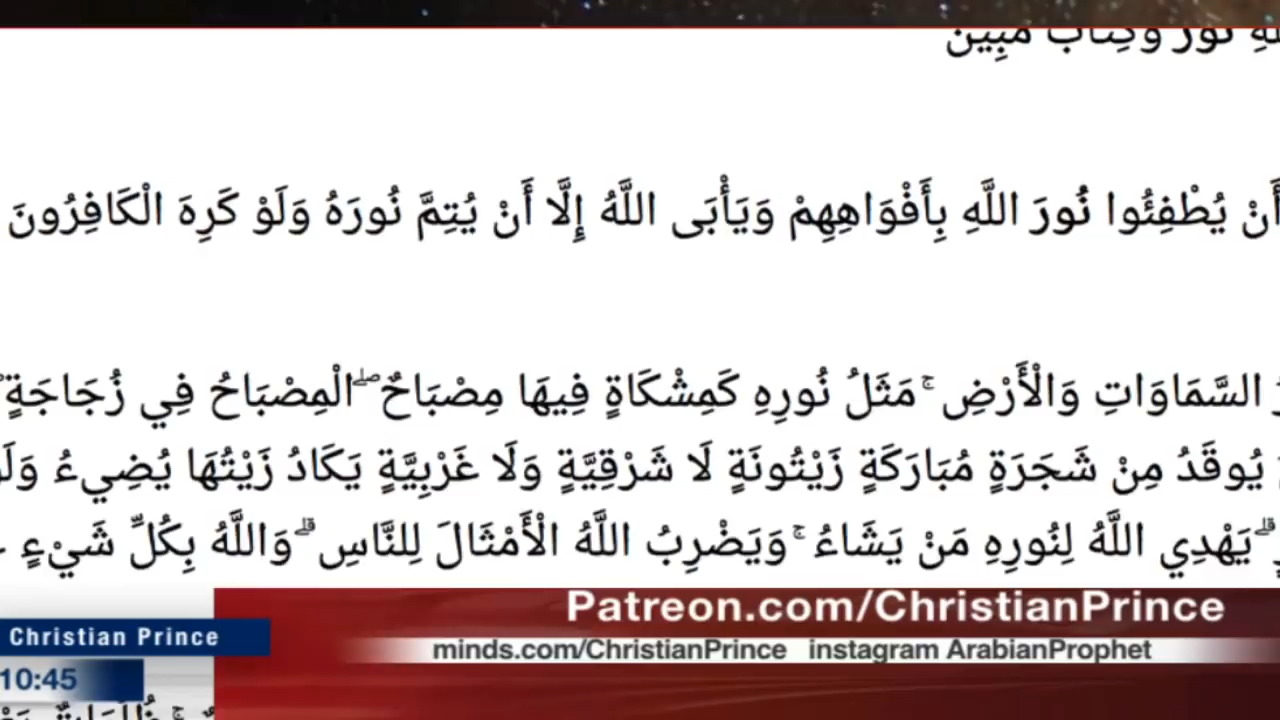 نُورٌ وَكِتَابٌ مُبِينٌ
أَنْ يُطْفِئُوا نُورَ اللَّهِ بِأَفْوَاهِهِمْ وَيَأْبَى اللَّهُ إِلَّا أَنْ يُتِمَّ نُورَهُ وَلَوْ كَرِهَ الْكَافِرُونَ
السَّمَاوَاتِ وَالْأَرْضِ ۚ مَثَلُ نُورِهِ كَمِشْكَاةٍ فِيهَا مِصْبَاحٌ ۖ الْمِصْبَاحُ فِي زُجَاجَةٍ
يُوقَدُ مِنْ شَجَرَةٍ مُبَارَكَةٍ زَيْتُونَةٍ لَا شَرْقِيَّةٍ وَلَا غَرْبِيَّةٍ يَكَادُ زَيْتُهَا يُضِيءُ
ۗ يَهْدِي اللَّهُ لِنُورِهِ مَنْ يَشَاءُ ۚ وَيَضْرِبُ اللَّهُ الْأَمْثَالَ لِلنَّاسِ ۗ وَاللَّهُ بِكُلِّ شَيْءٍ
Patreon.com/ChristianPrince
Christian Prince
minds.com/ChristianPrince instagram ArabianProphet
10:45